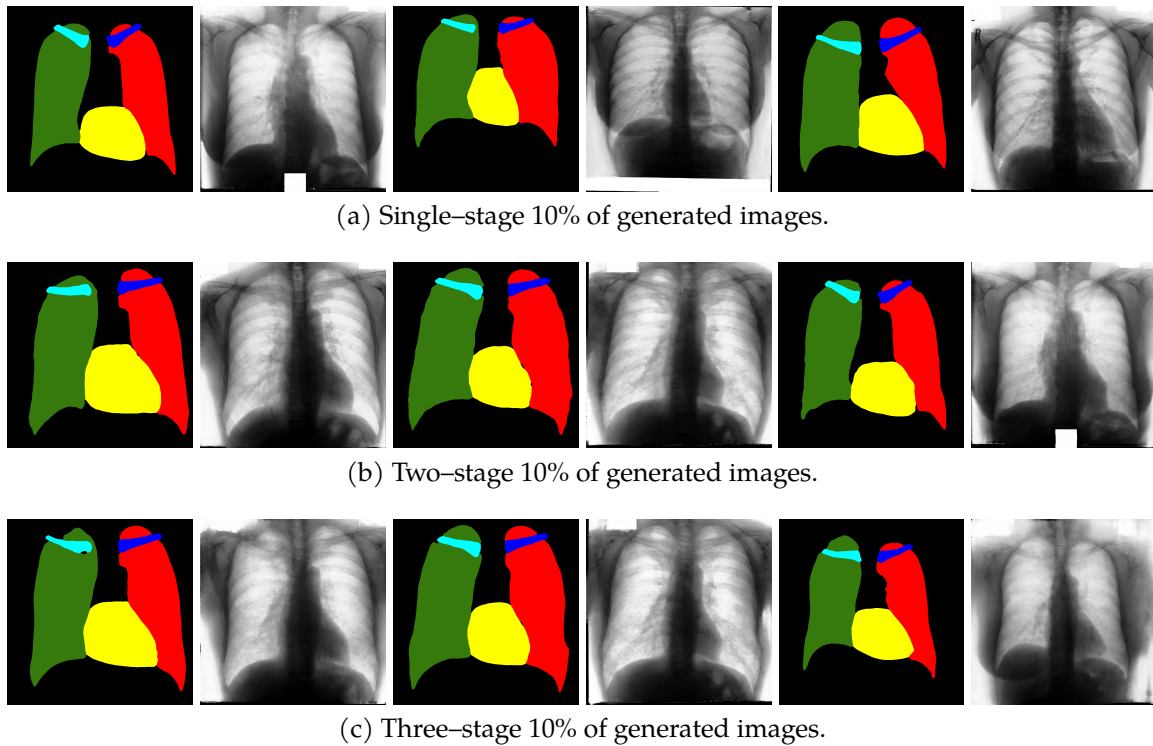 (a) Single–stage 10% of generated images.
(b) Two–stage 10% of generated images.
(c) Three–stage 10% of generated images.